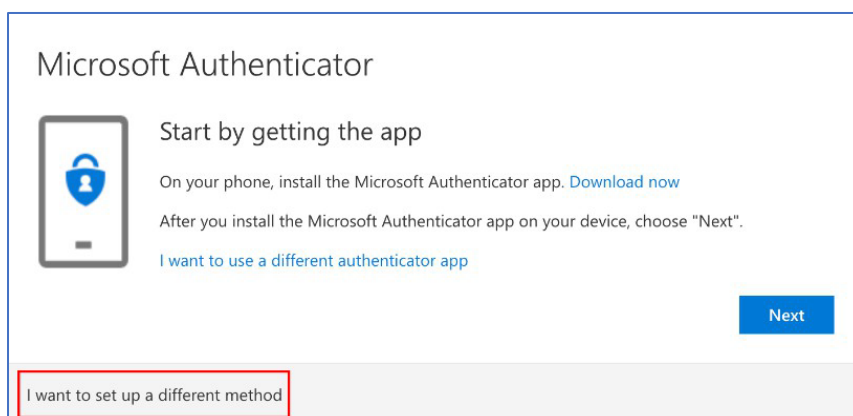 Microsoft Authenticator
Start by getting the app
On your phone, install the Microsoft Authenticator app. Download now
After you install the Microsoft Authenticator app on your device, choose "Next".
I want to use a different authenticator app
Next
I want to set up a different method